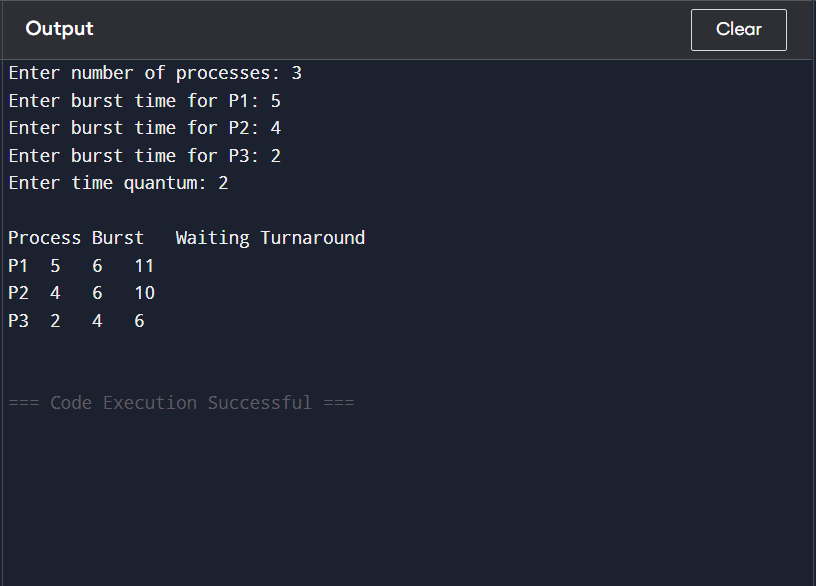 Output
Clear
Enter number of processes: 3
Enter burst time for P1: 5
Enter burst time for P2: 4
Enter burst time for P3: 2
Enter time quantum: 2
Process Burst   Waiting Turnaround
P1  5   6   11
P2  4   6   10
P3  2   4   6
=== Code Execution Successful ===